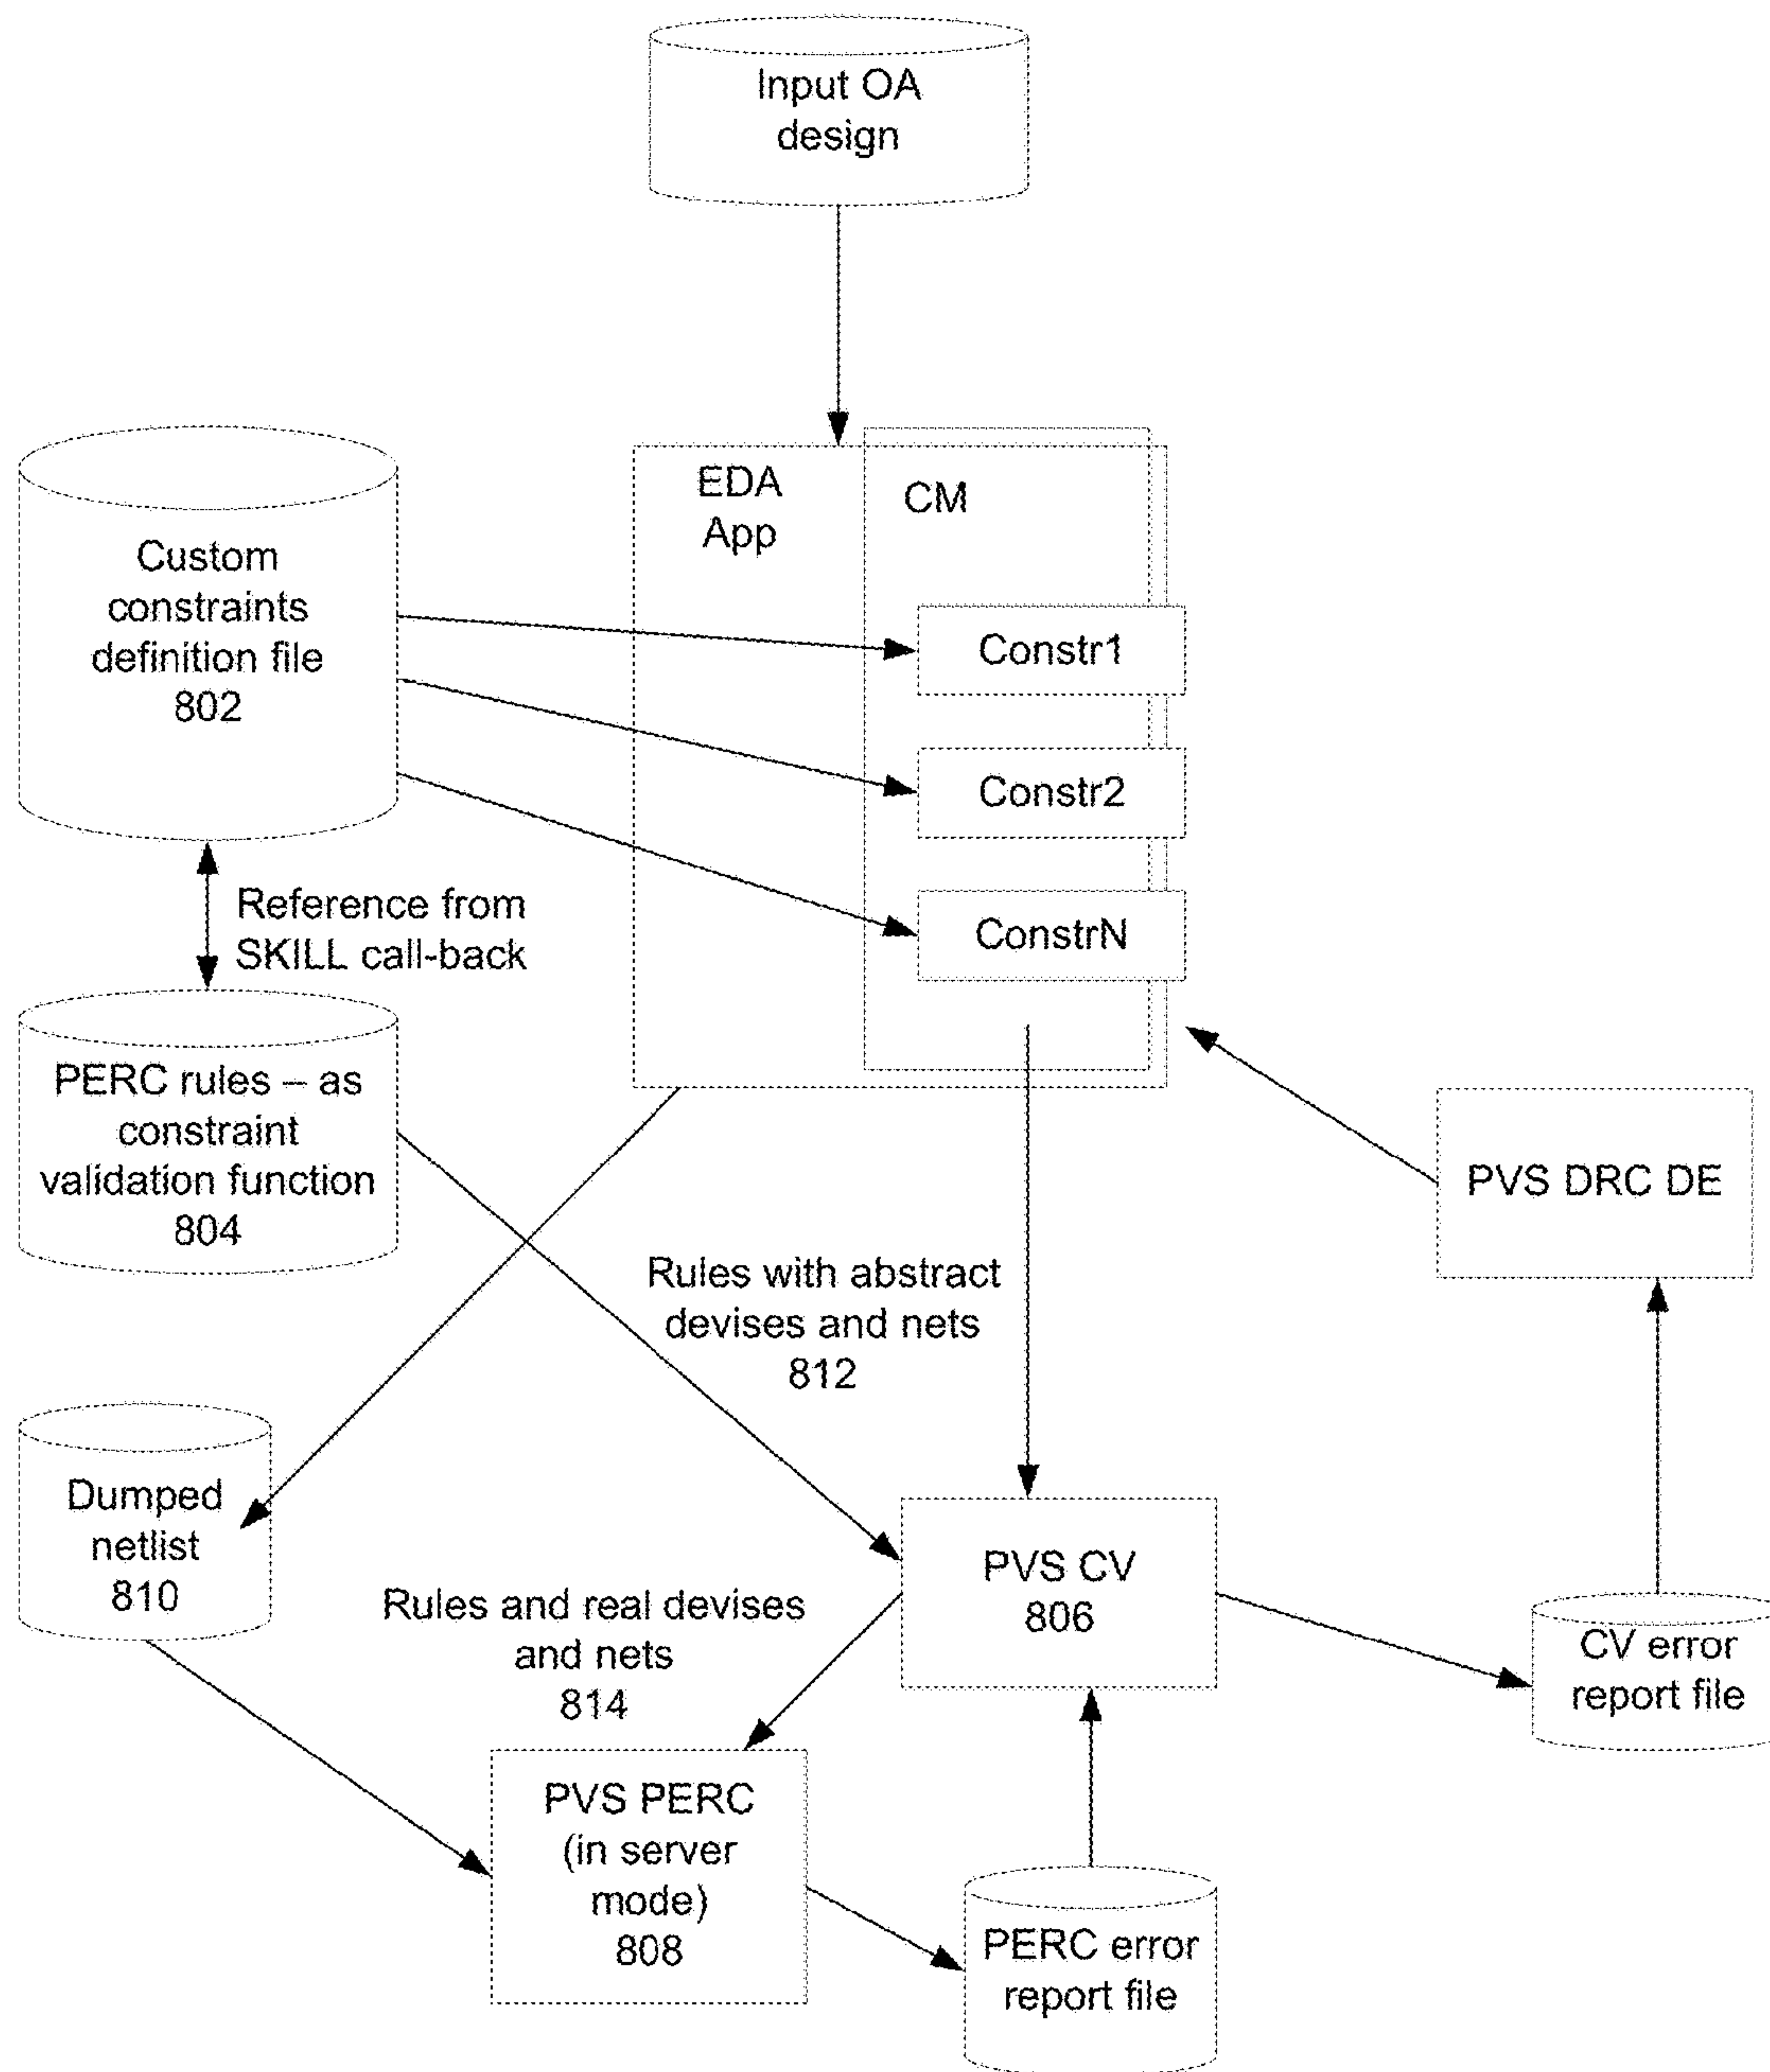 Input OA
design
EDA
App
CM
Custom
constraints
definition file
802
Constr1
Constr2
ConstrN
Reference from
SKILL call-back
PERC rules – as
constraint
validation function
804
PVS DRC DE
Rules with abstract
devises and nets
812
Dumped
netlist
810
Rules and real devises
and nets
814
PVS CV
806
CV error
report file
PVS PERC
(in server
mode)
808
PERC error
report file